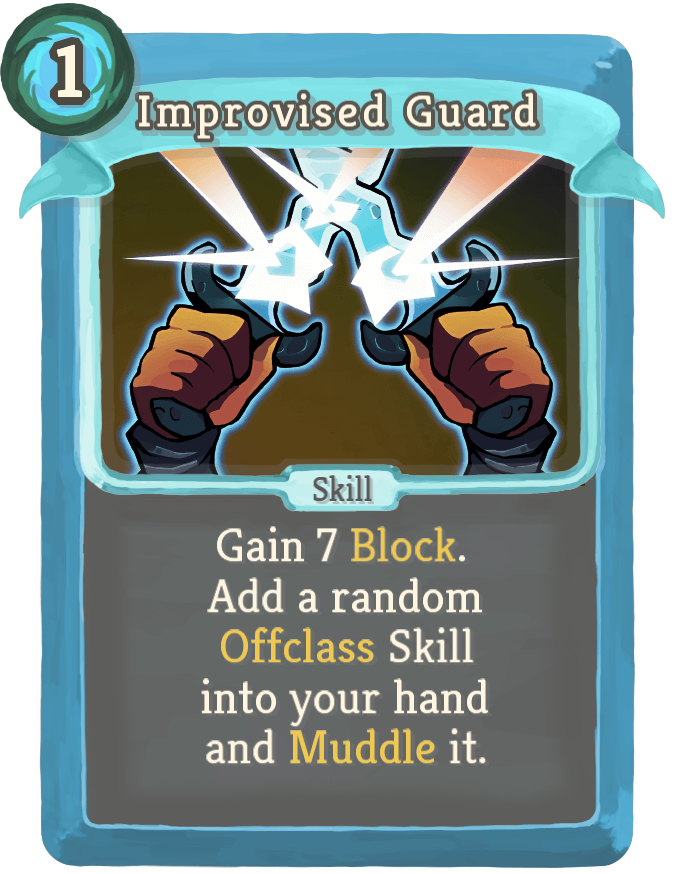 1
Improvised Guard
Skill
Gain 7 Block.
Add a random
Offclass Skill
into your hand
and Muddle it.